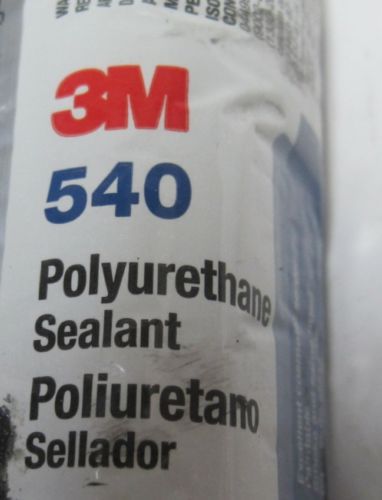 3M
540
Polyurethane
Sealant
Poliuretano
Sellador